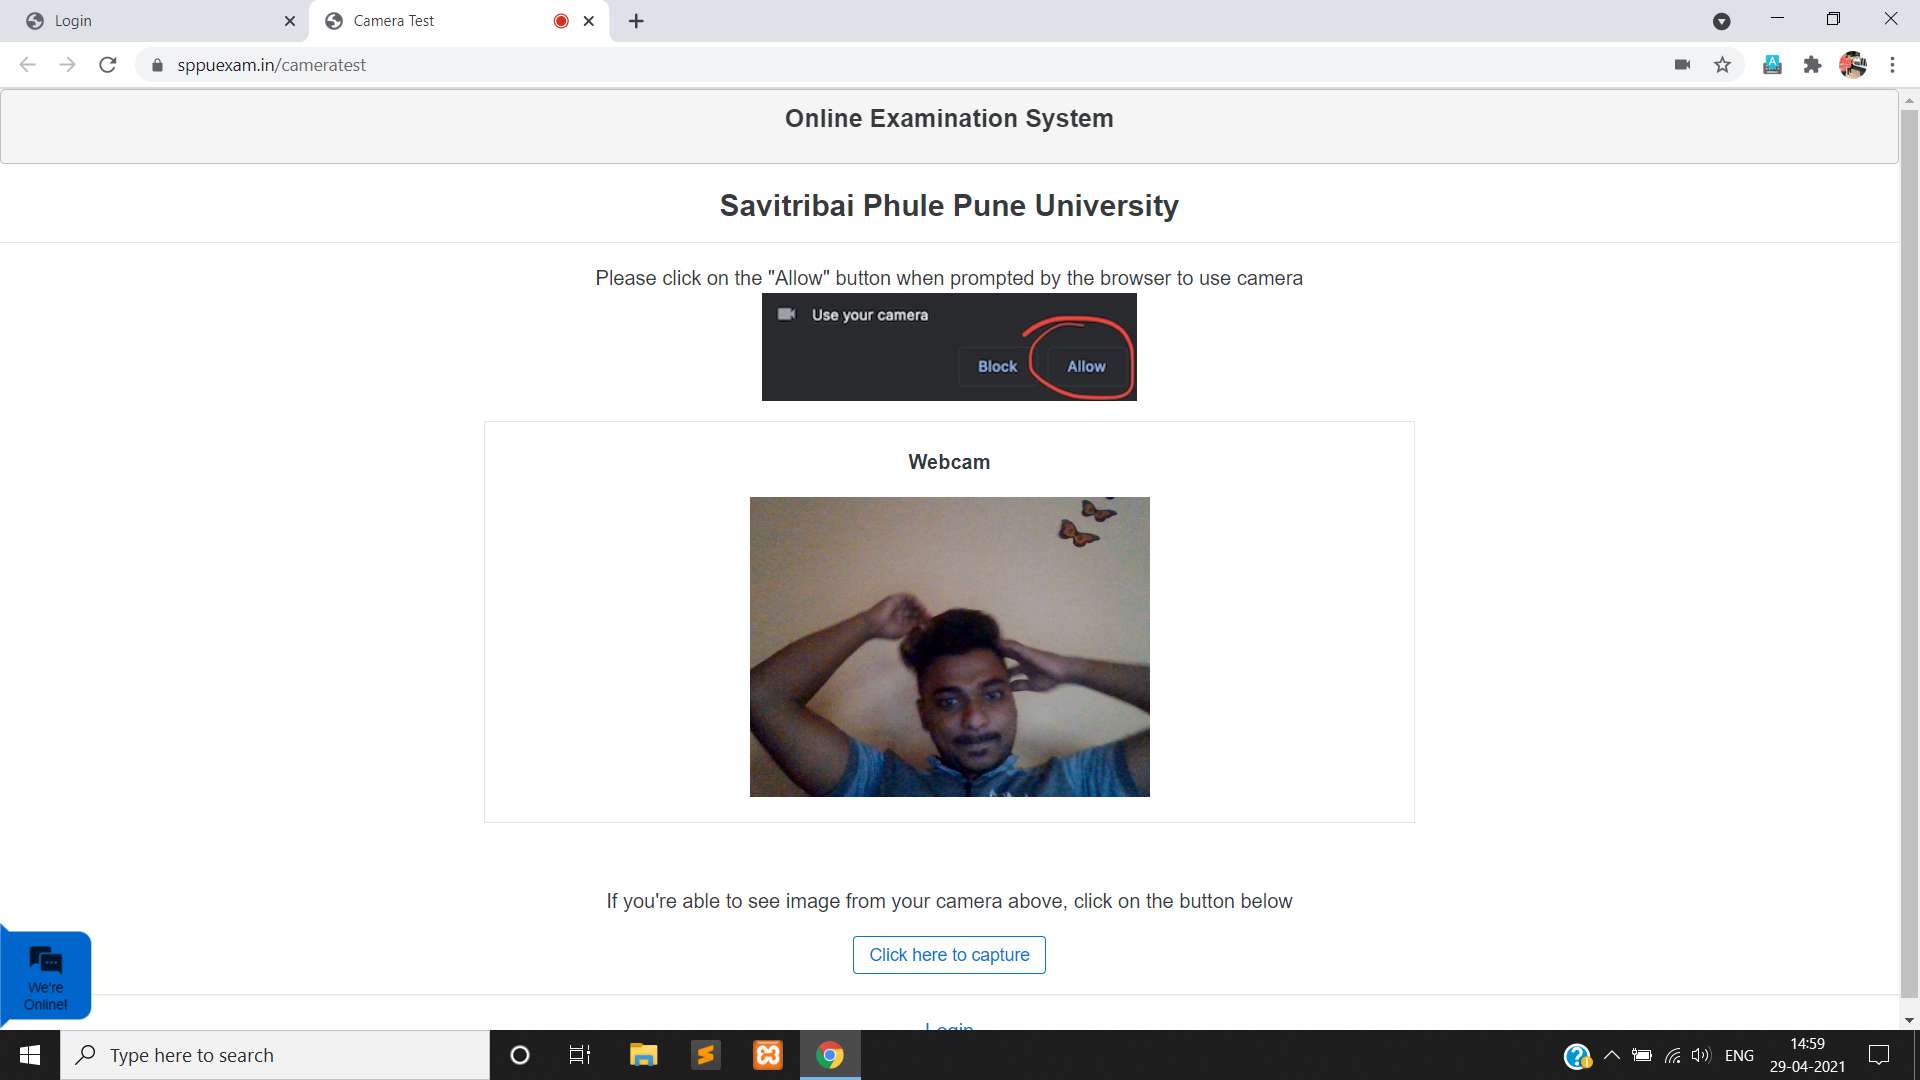 Login
Camera Test
sppuexam.in/cameratest
Online Examination System
Savitribai Phule Pune University
Please click on the "Allow" button when prompted by the browser to use camera
Use your camera
Block Allow
Webcam
If you're able to see image from your camera above, click on the button below
Click here to capture
We're
Online!
Login
Type here to search
ENG
14:59
29-04-2021